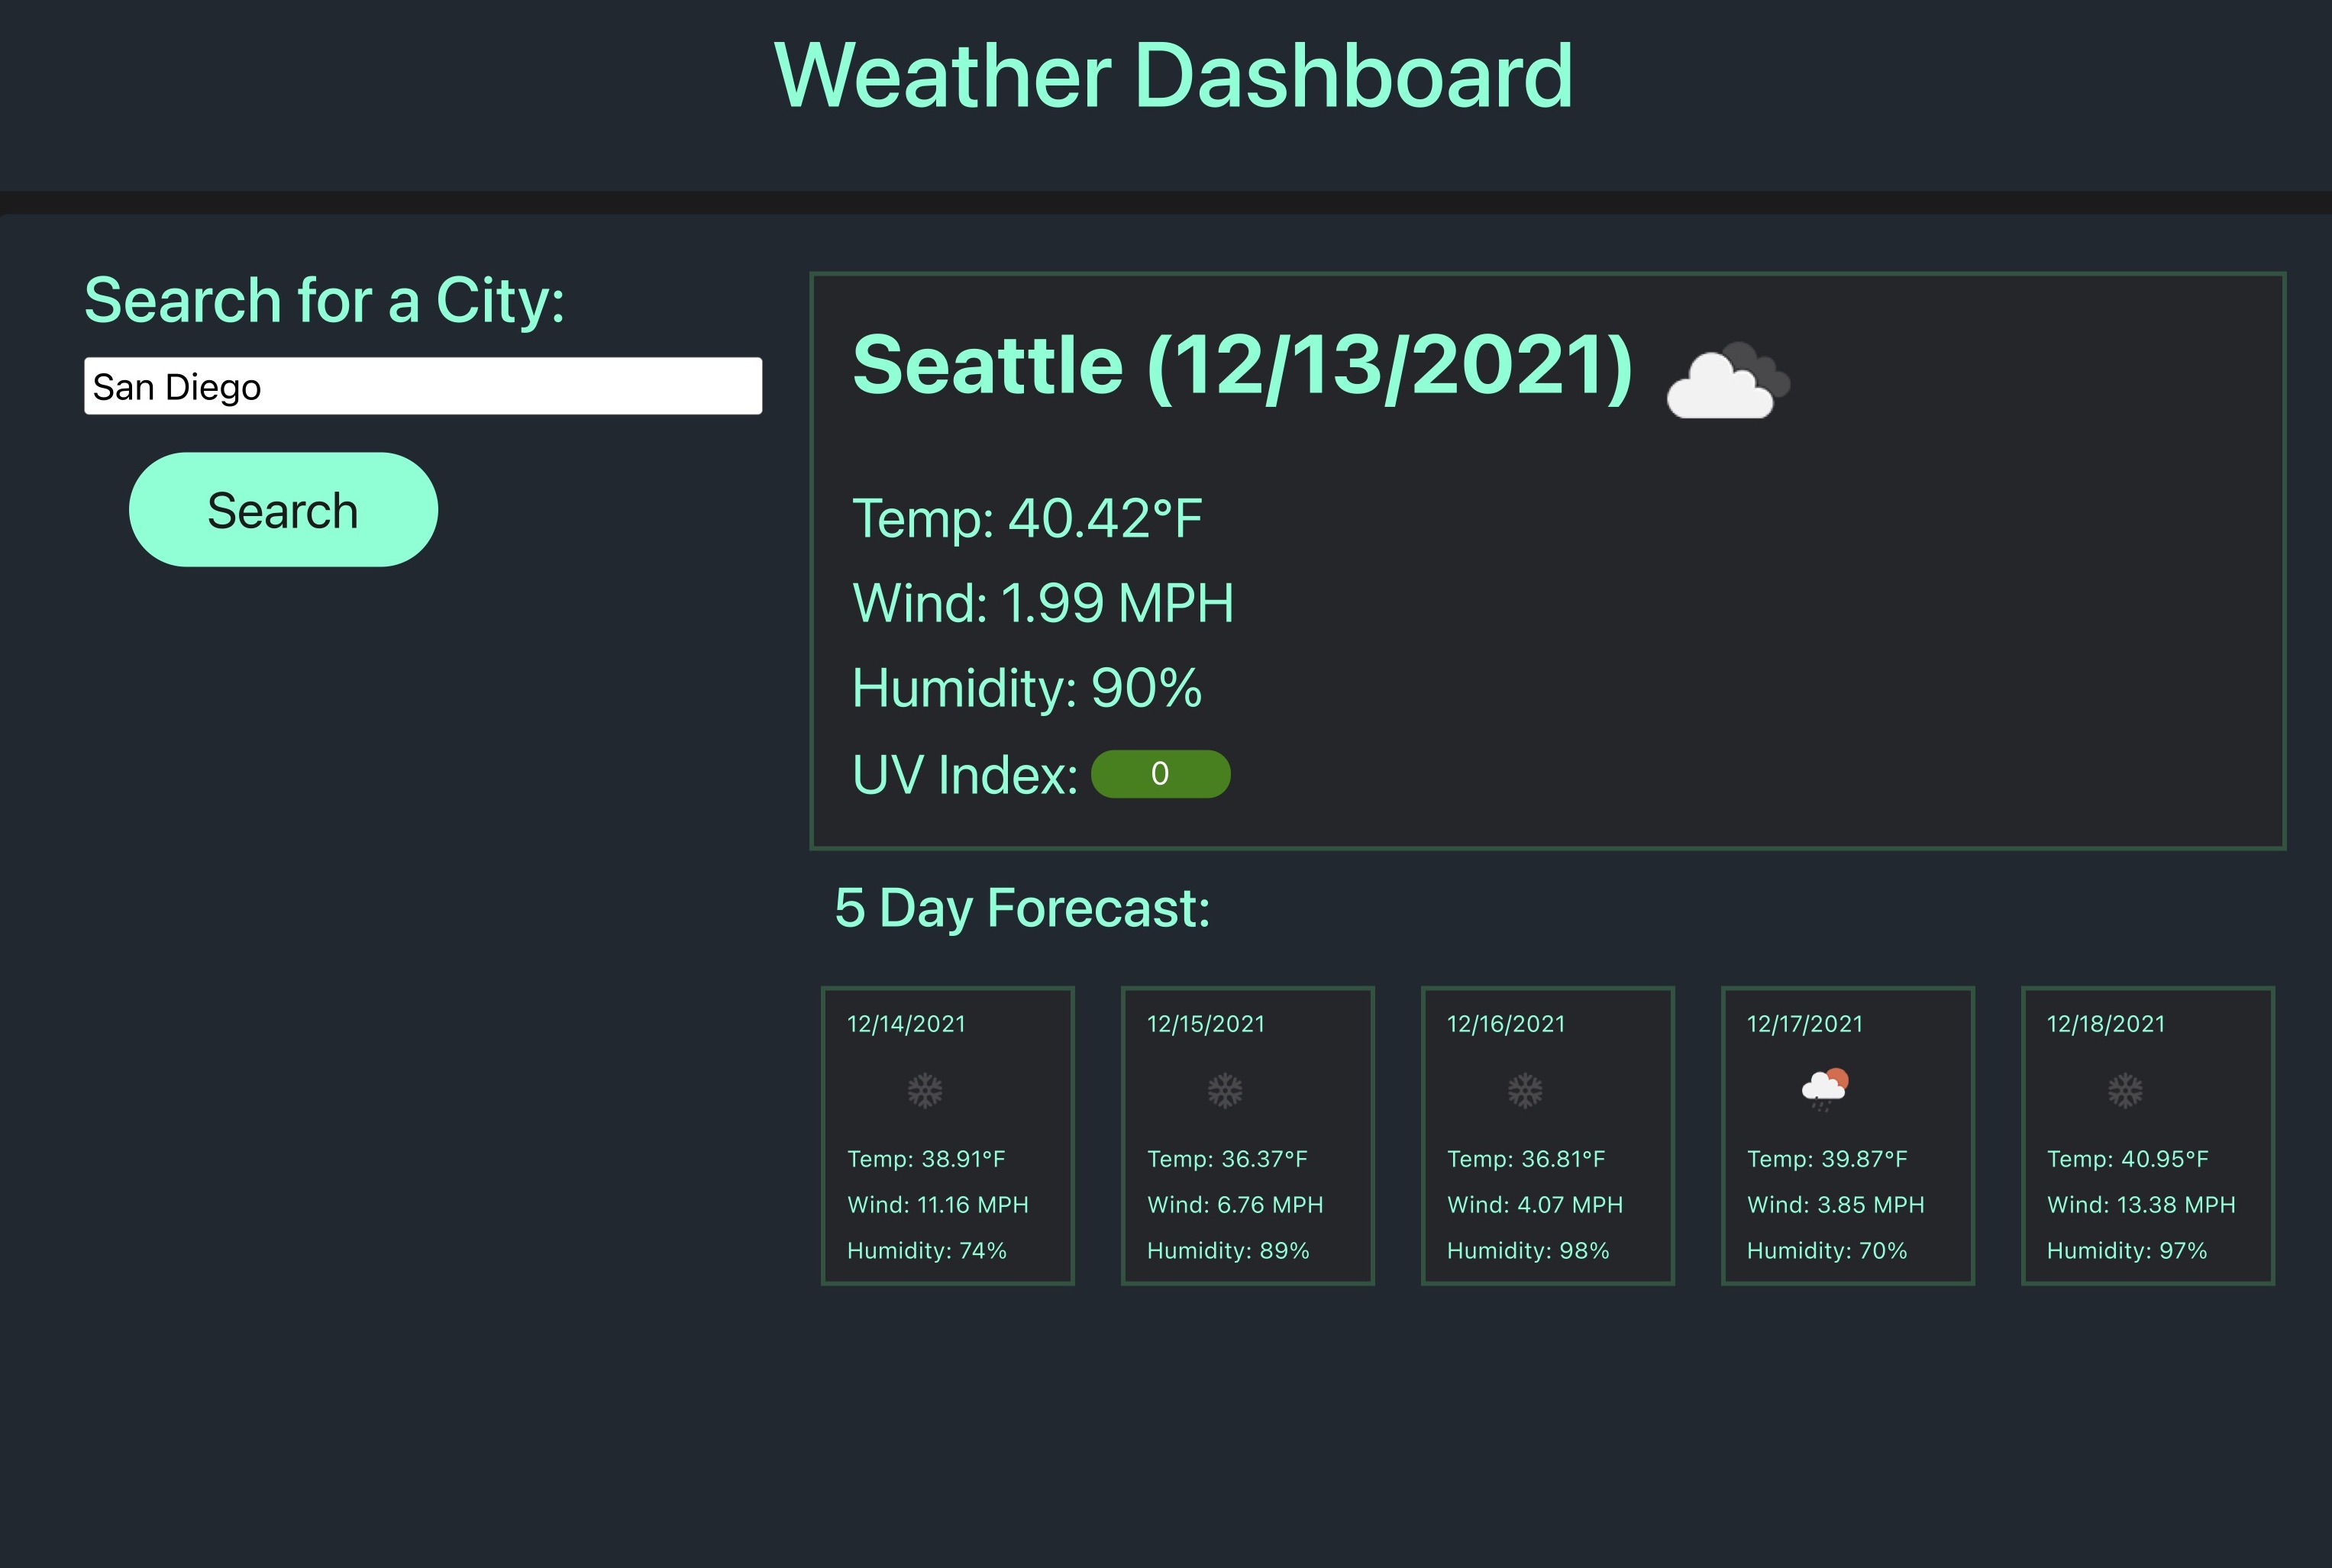 Weather Dashboard
Search for a City:
San Diego
Search
Seattle (12/13/2021)
Temp: 40.42°F
Wind: 1.99 MPH
Humidity: 90%
UV Index: 0
5 Day Forecast:
12/14/2021
Temp: 38.91°F
Wind: 11.16 MPH
Humidity: 74%
12/15/2021
Temp: 36.37°F
Wind: 6.76 MPH
Humidity: 89%
12/16/2021
Temp: 36.81°F
Wind: 4.07 MPH
Humidity: 98%
12/17/2021
Temp: 39.87°F
Wind: 3.85 MPH
Humidity: 70%
12/18/2021
Temp: 40.95°F
Wind: 13.38 MPH
Humidity: 97%